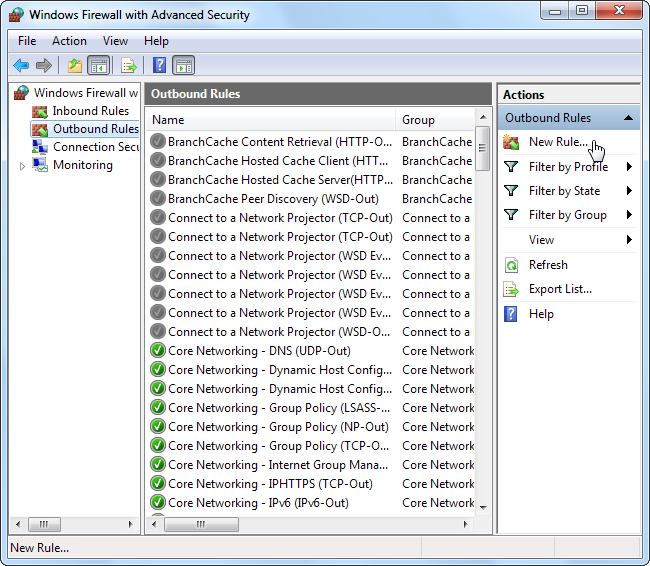 Windows Firewall with Advanced Security
File Action View Help
Windows Firewall w
Inbound Rules
Outbound Rules
Connection Secu
Monitoring
Outbound Rules
Name Group
BranchCache Content Retrieval (HTTP-O... BranchCache
BranchCache Hosted Cache Client (HTT... BranchCache
BranchCache Hosted Cache Server(HTTP... BranchCache
BranchCache Peer Discovery (WSD-Out) BranchCache
Connect to a Network Projector (TCP-Out) Connect to a
Connect to a Network Projector (TCP-Out) Connect to a
Connect to a Network Projector (WSD Ev... Connect to a
Connect to a Network Projector (WSD Ev... Connect to a
Connect to a Network Projector (WSD Ev... Connect to a
Connect to a Network Projector (WSD Ev... Connect to a
Connect to a Network Projector (WSD-O... Connect to a
Core Networking - DNS (UDP-Out) Core Network
Core Networking - Dynamic Host Config... Core Network
Core Networking - Dynamic Host Config... Core Network
Core Networking - Group Policy (LSASS-... Core Network
Core Networking - Group Policy (NP-Out) Core Network
Core Networking - Group Policy (TCP-O... Core Network
Core Networking - Internet Group Mana... Core Network
Core Networking - IPHTTPS (TCP-Out) Core Network
Core Networking - IPv6 (IPv6-Out) Core Network
Actions
Outbound Rules
New Rule...
Filter by Profile
Filter by State
Filter by Group
View
Refresh
Export List...
Help
New Rule...